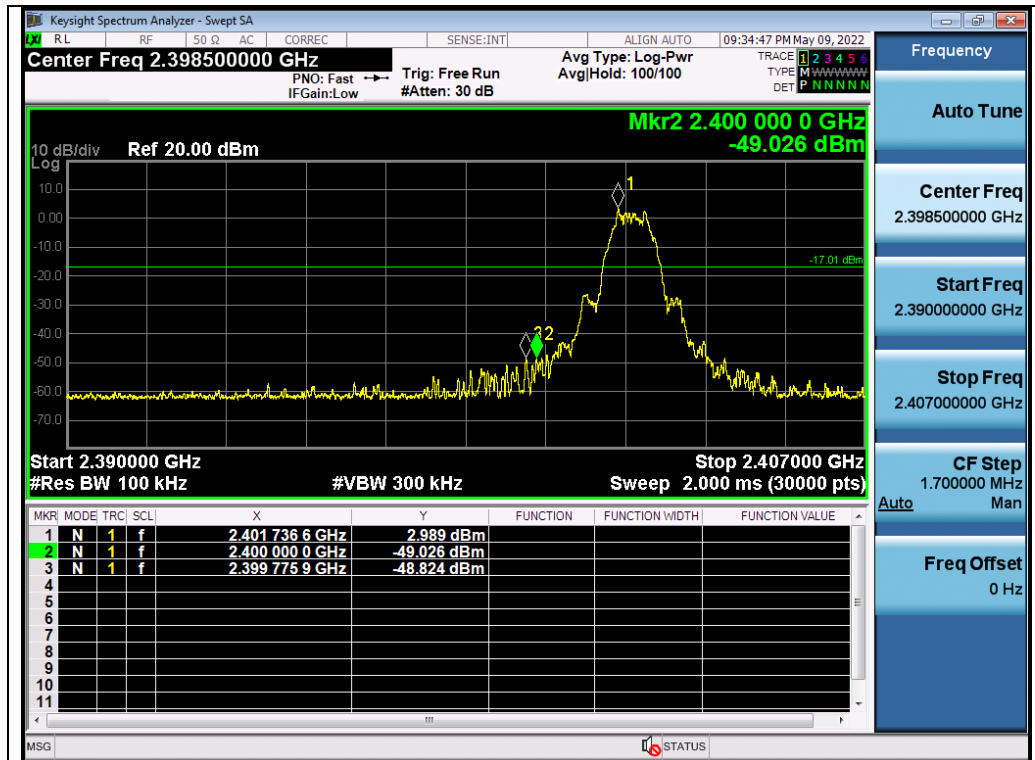 Keysight Spectrum Analyzer - Swept SA
LXI RL RF 50 Ω AC CORREC SENSE:INT ALIGN AUTO 09:34:47 PM May 09, 2022
Center Freq 2.398500000 GHz
PNO: Fast
IFGain:Low
Trig: Free Run
#Atten: 30 dB
Avg Type: Log-Pwr
Avg|Hold: 100/100
TRACE 1 2 3 4 5 6
TYPE M WWWWW
DET P N N N N N
Mkr2 2.400 000 0 GHz
-49.026 dBm
10 dB/div Ref 20.00 dBm
Log
10.0
0.00
-10.0
-20.0
-30.0
-40.0
-50.0
-60.0
-70.0
1
-17.01 dBm
32
Start 2.390000 GHz Stop 2.407000 GHz
#Res BW 100 kHz #VBW 300 kHz Sweep 2.000 ms (30000 pts)
MKR MODE TRC SCL X Y FUNCTION FUNCTION WIDTH FUNCTION VALUE
1 N 1 f 2.401 736 6 GHz 2.989 dBm
2 N 1 f 2.400 000 0 GHz -49.026 dBm
3 N 1 f 2.399 775 9 GHz -48.824 dBm
4
5
6
7
8
9
10
11
MSG STATUS
Frequency
Auto Tune
Center Freq
2.398500000 GHz
Start Freq
2.390000000 GHz
Stop Freq
2.407000000 GHz
CF Step
1.700000 MHz
Auto Man
Freq Offset
0 Hz